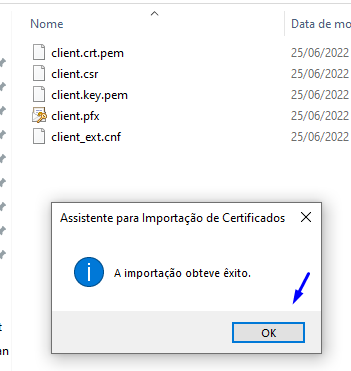 Nome
Data de mo
client.crt.pem
25/06/2022
client.csr
25/06/2022
client.key.pem
25/06/2022
client.pfx
25/06/2022
client_ext.cnf
25/06/2022
Assistente para Importação de Certificados
A importação obteve êxito.
OK
t
an